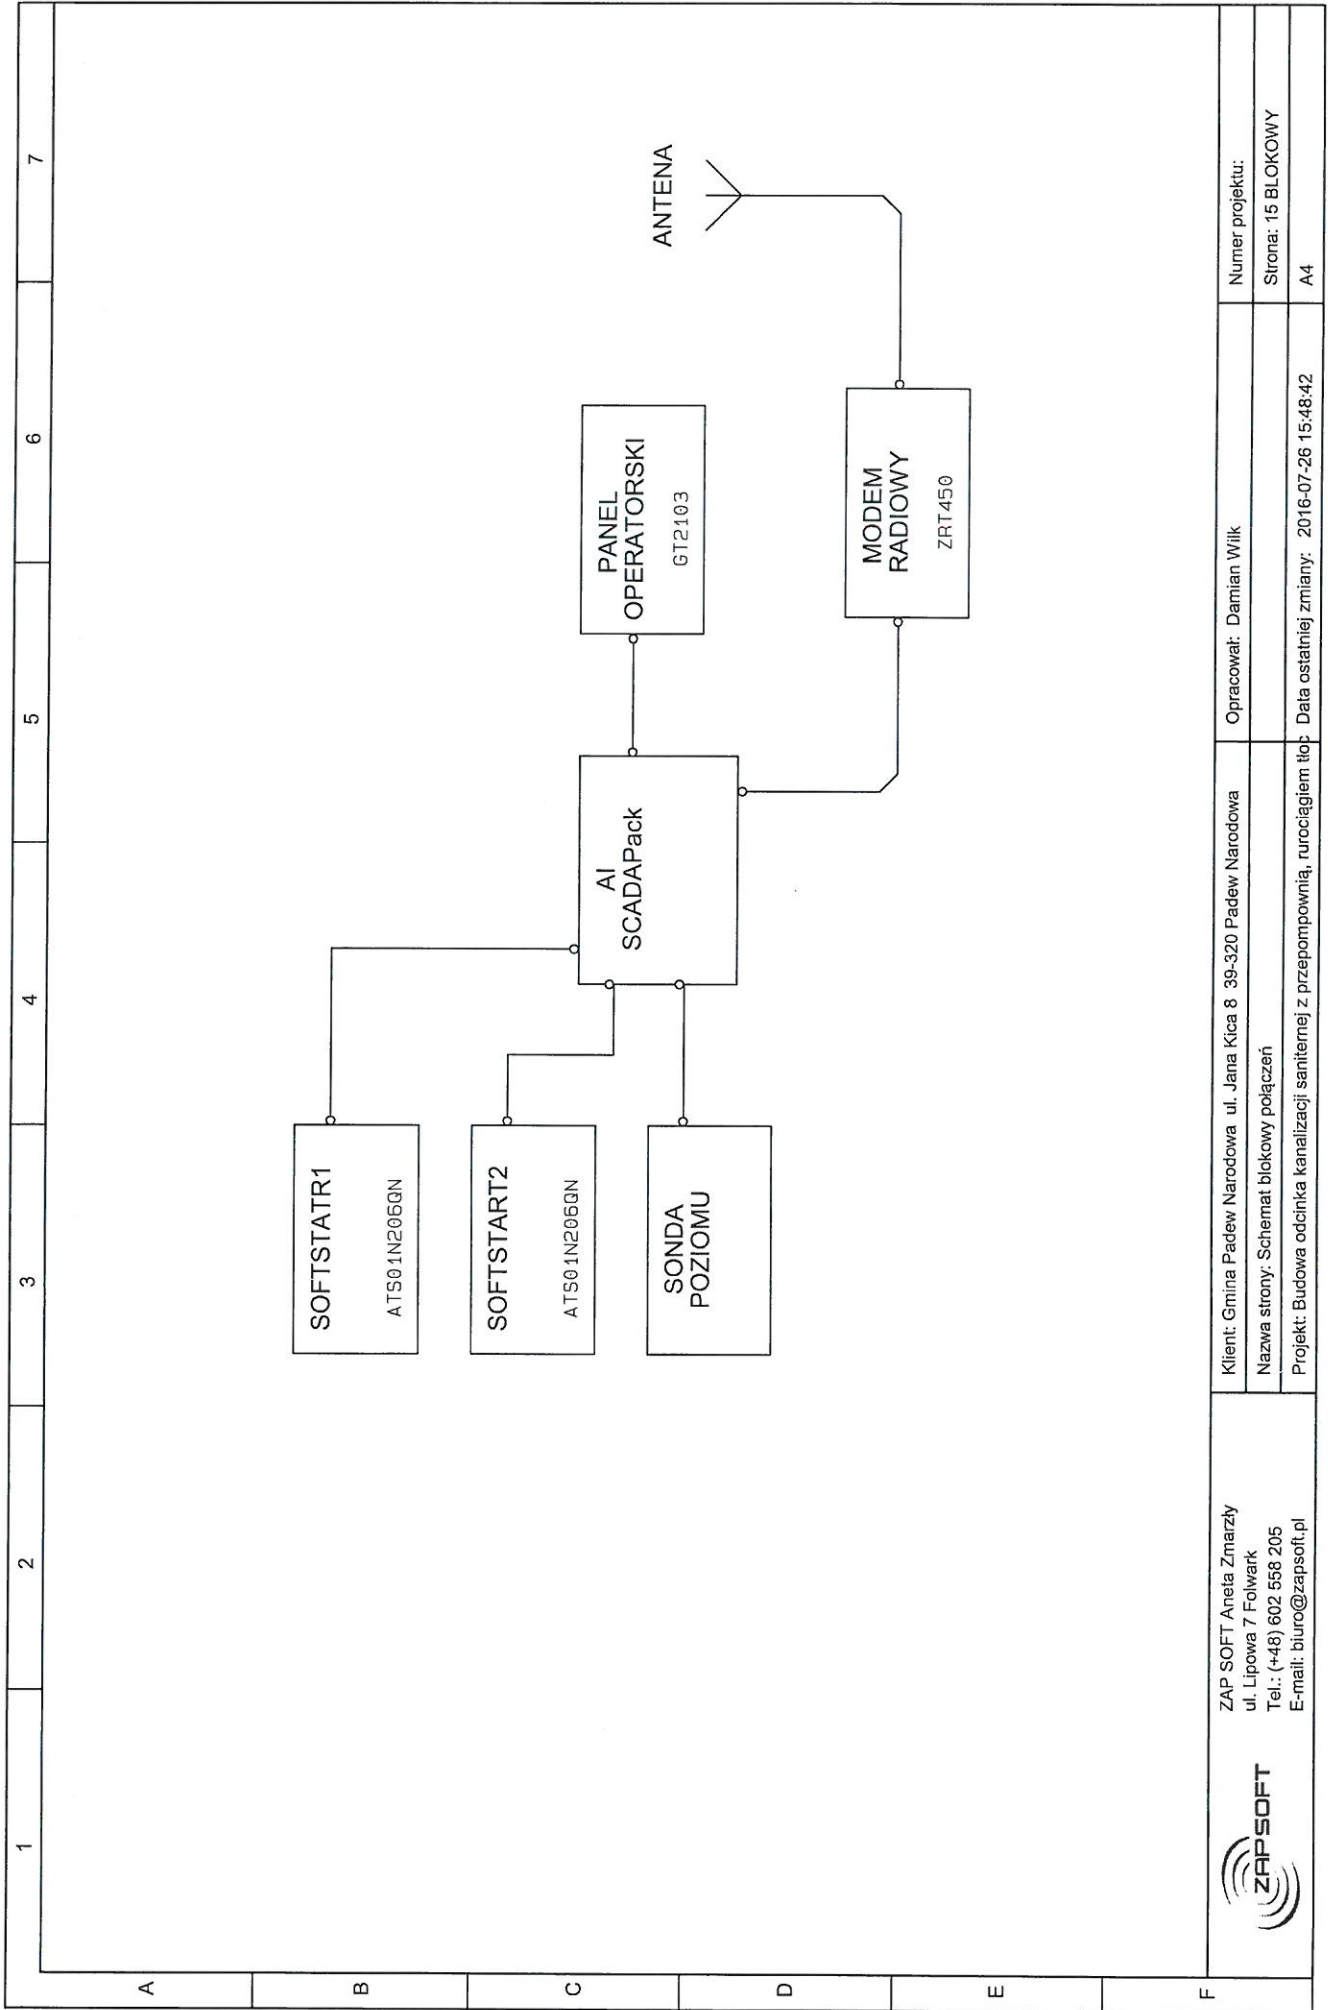 1
2
3
4
5
6
7
A
B
C
D
E
F
SOFTSTATR1
ATS01N206QN
SOFTSTART2
ATS01N206QN
SONDA
POZIOMU
AI
SCADAPack
PANEL
OPERATORSKI
GT2103
MODEM
RADIOWY
ZRT450
ANTENA
ZAPSOFT
ZAP SOFT Aneta Zmarzły
ul. Lipowa 7 Folwark
Tel.: (+48) 602 558 205
E-mail: biuro@zapsoft.pl
Klient: Gmina Padew Narodowa ul. Jana Kica 8 39-320 Padew Narodowa
Opracował: Damian Wilk
Numer projektu:
Nazwa strony: Schemat blokowy połączeń
Strona: 15 BLOKOWY
Projekt: Budowa odcinka kanalizacji saniternej z przepompownią, rurociągiem tłoc
Data ostatniej zmiany: 2016-07-26 15:48:42
A4